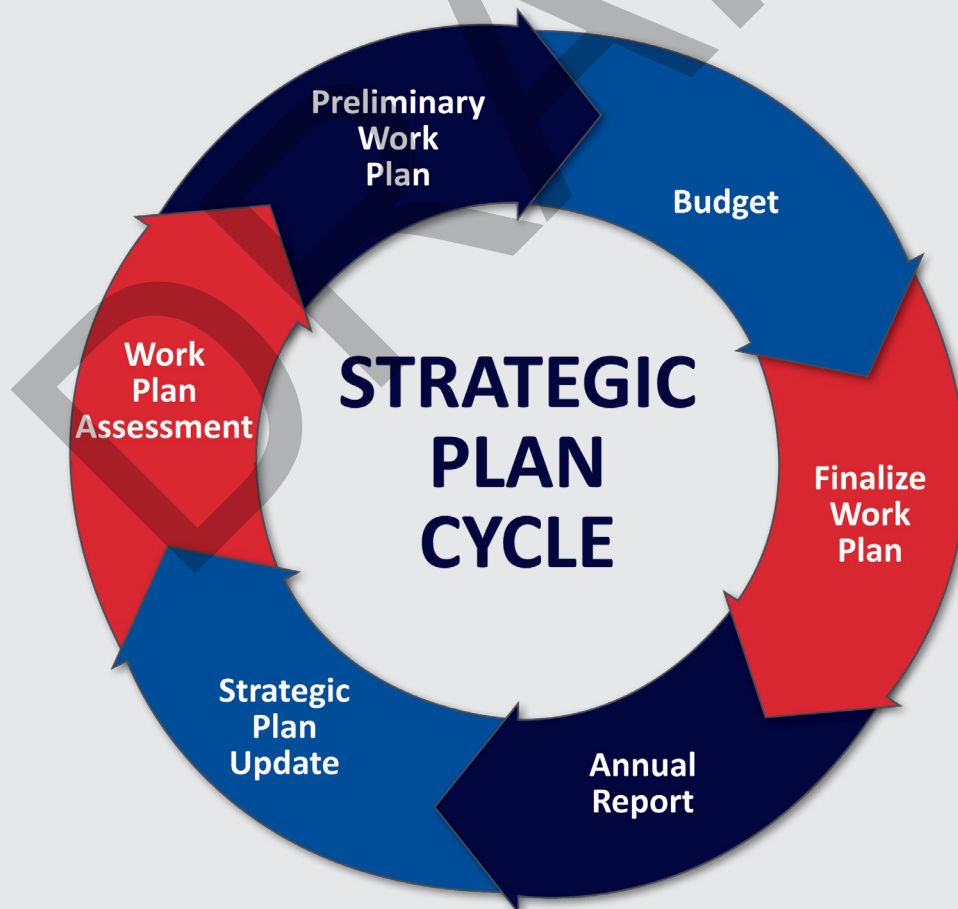 Preliminary
Work
Plan
Budget
Work
Plan
Assessment
STRATEGIC
PLAN
CYCLE
Finalize
Work
Plan
Strategic
Plan
Update
Annual
Report